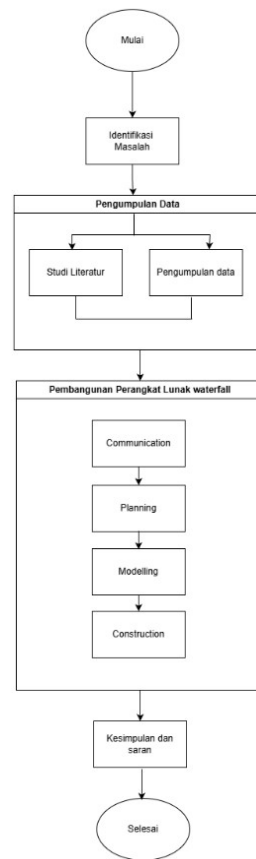 Mulai
Identifikasi
Masalah
Pengumpulan Data
Studi Literatur
Pengumpulan data
Pembangunan Perangkat Lunak waterfall
Communication
Planning
Modelling
Construction
Kesimpulan dan
saran
Selesai